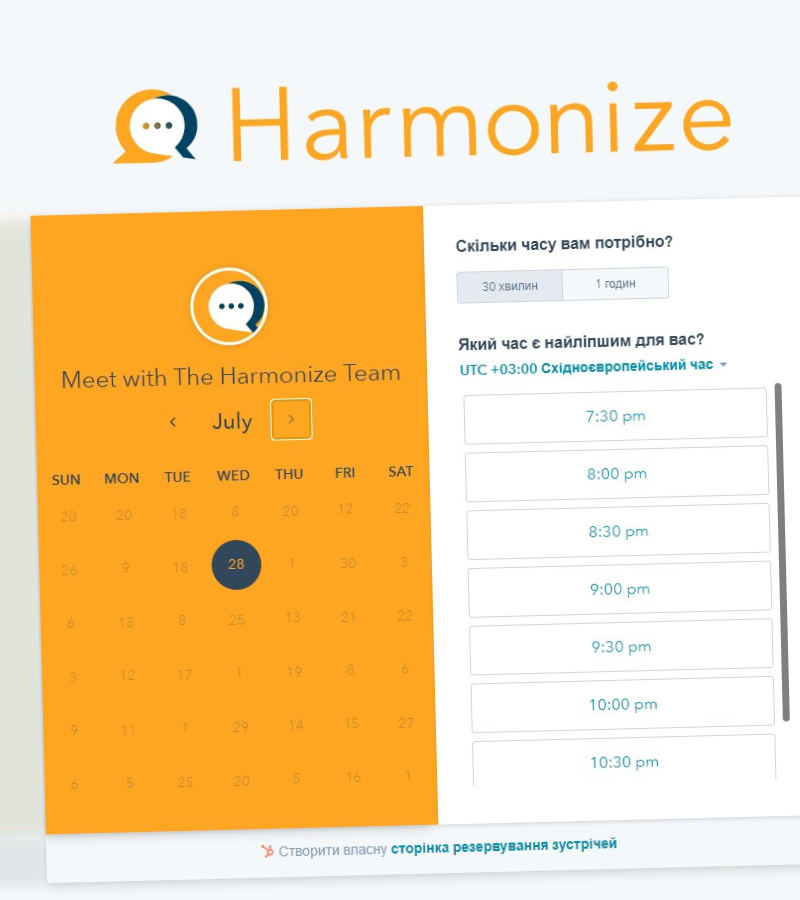 Harmonize
Meet with The Harmonize Team
July
SUN MON TUE WED THU FRI SAT
20 20 18 8 20 12 22
26 9 18 28 1 30 3
6 18 8 25 13 21 22
3 12 17 1 19 8 6
9 11 1 29 14 15 27
6 5 25 20 5 16 1
Скільки часу вам потрібно?
30 хвилин 1 годин
Який час є найліпшим для вас?
UTC +03:00 Східноєвропейський час
7:30 pm
8:00 pm
8:30 pm
9:00 pm
9:30 pm
10:00 pm
10:30 pm
Створити власну сторінка резервування зустрічей